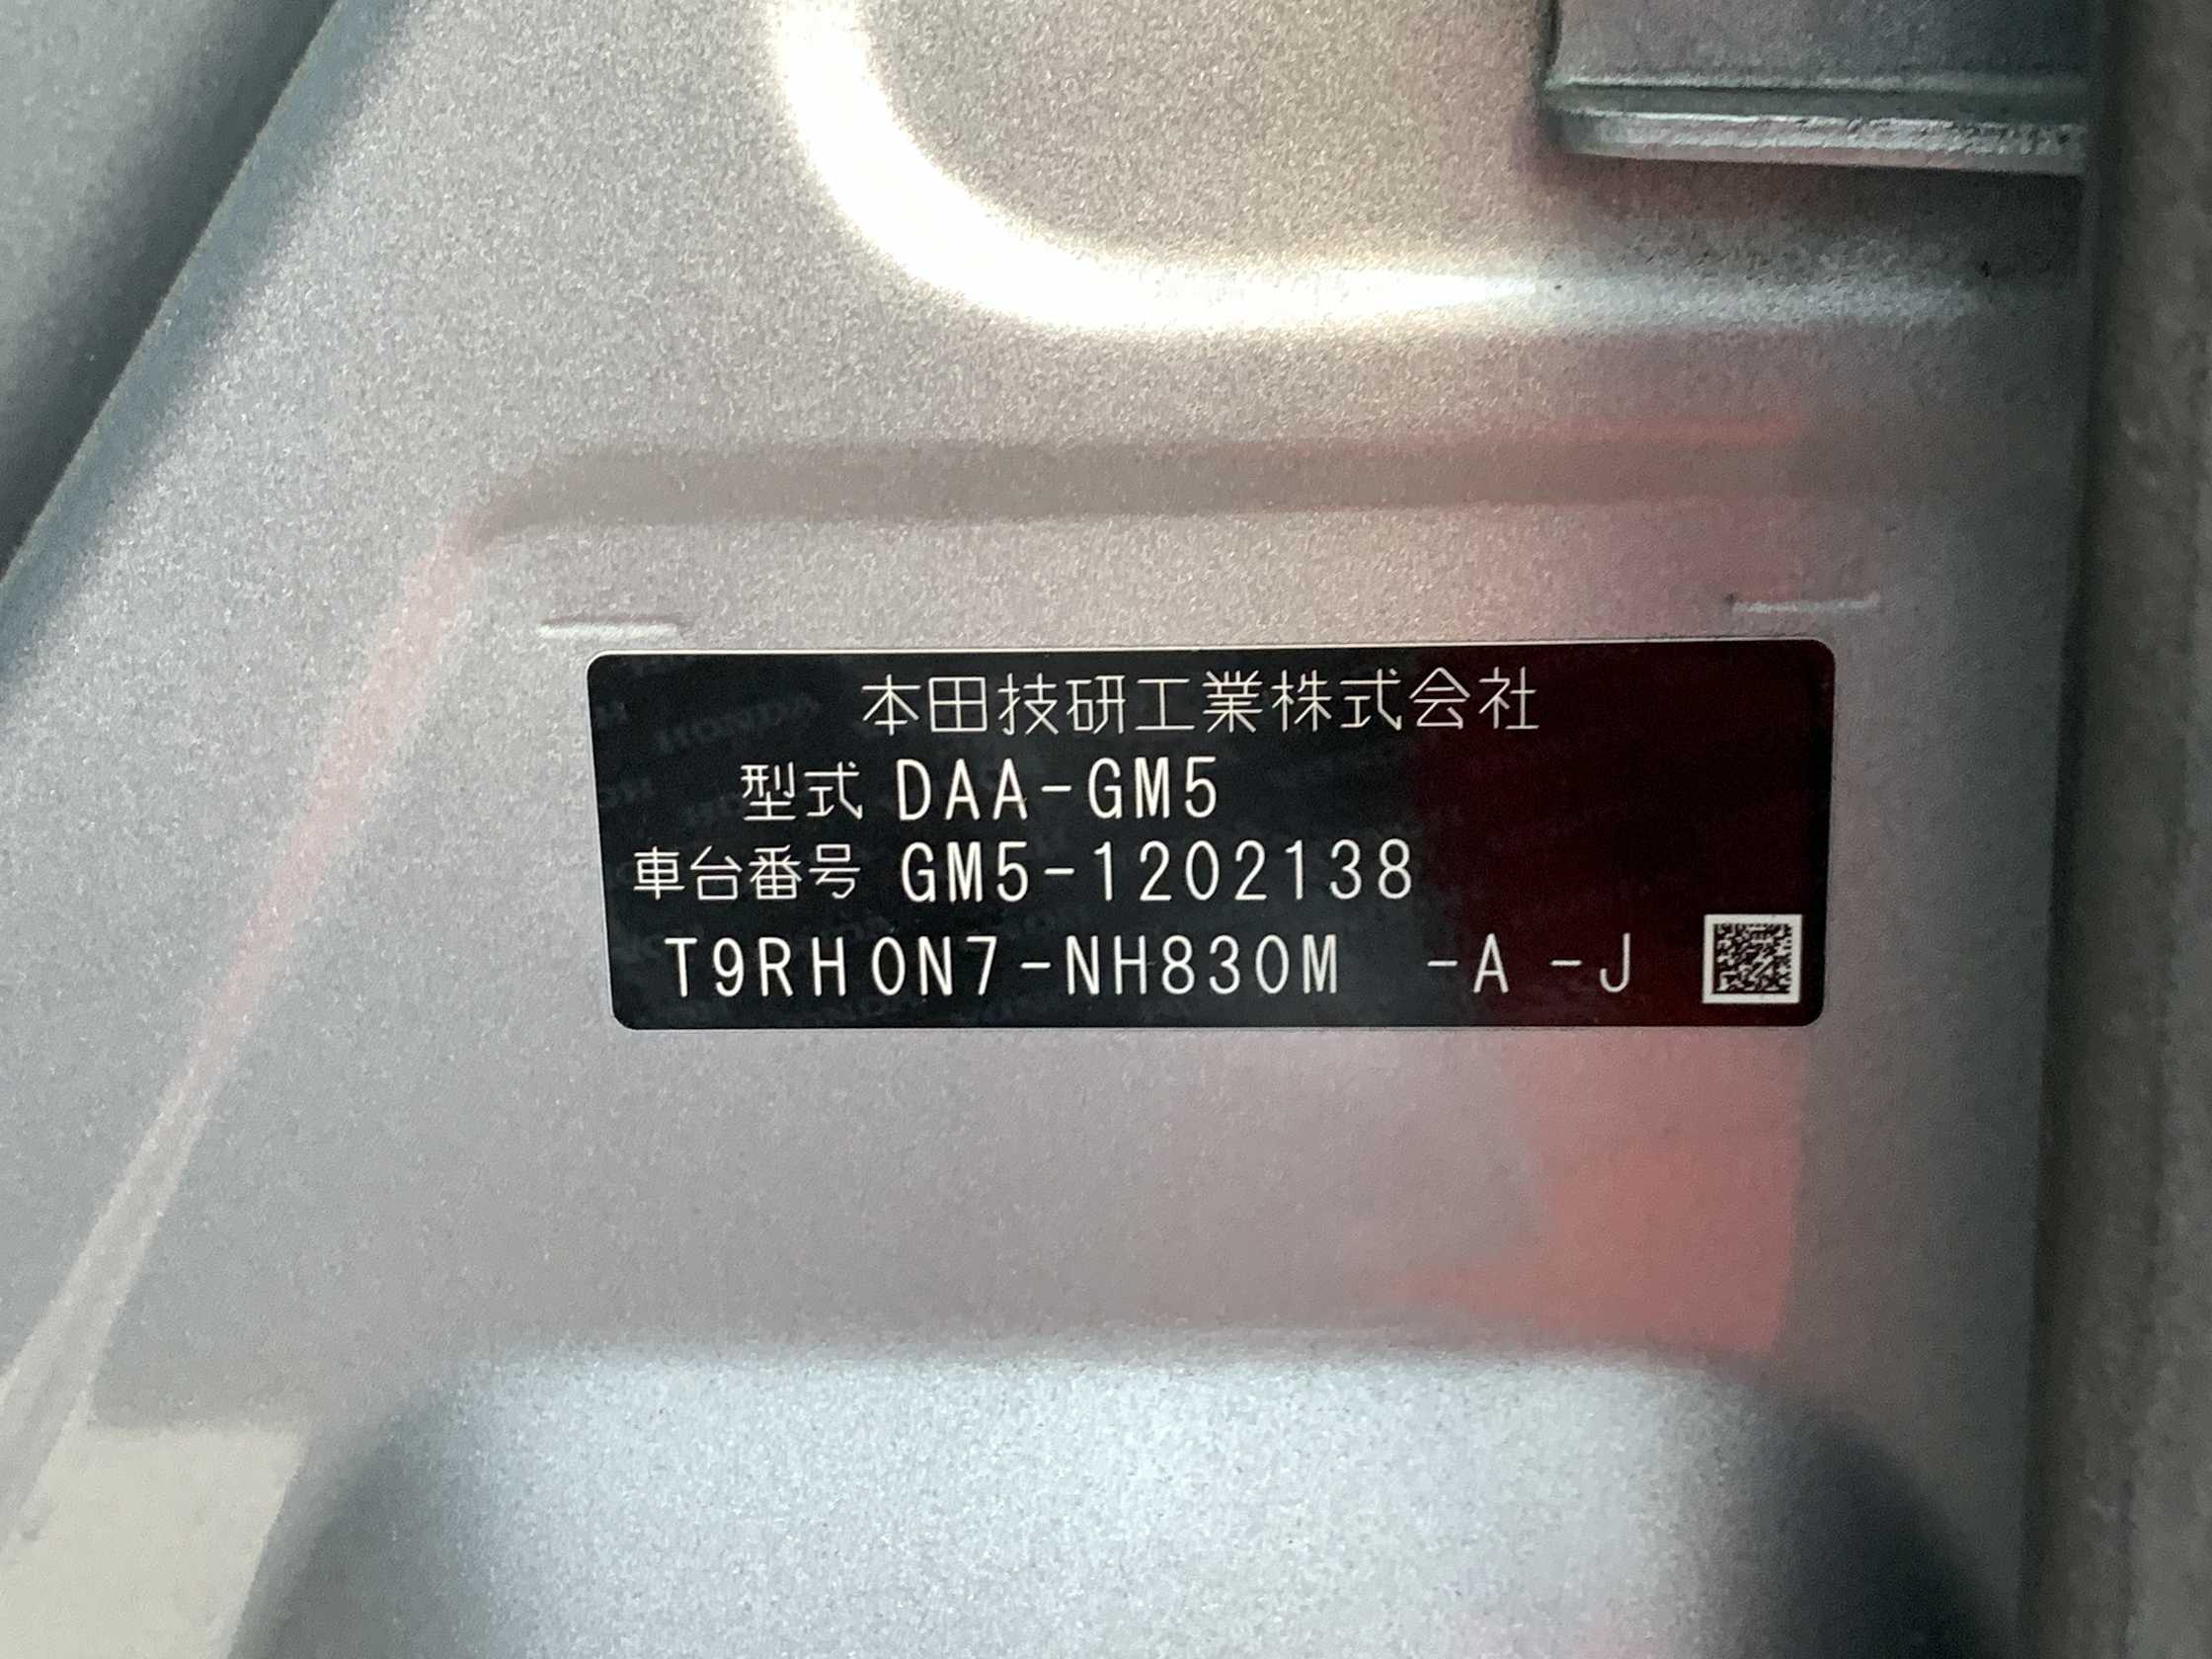 本田技研工業株式会社
型式 DAA-GM5
車台番号 GM5-1202138
T9RH0N7-NH830M -A -J